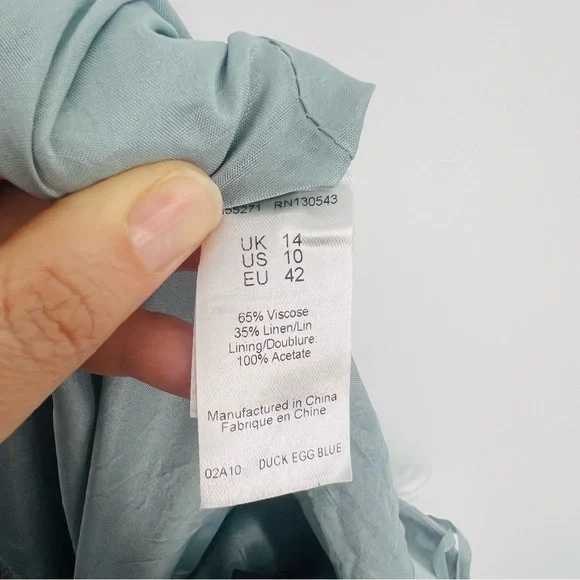 RN130543
UK 14
US 10
EU 42
65% Viscose
35% Linen/Lin
Lining/Doublure
100% Acetate
Manufactured in China
Fabrique en Chine
02A10 DUCK EGG BLUE